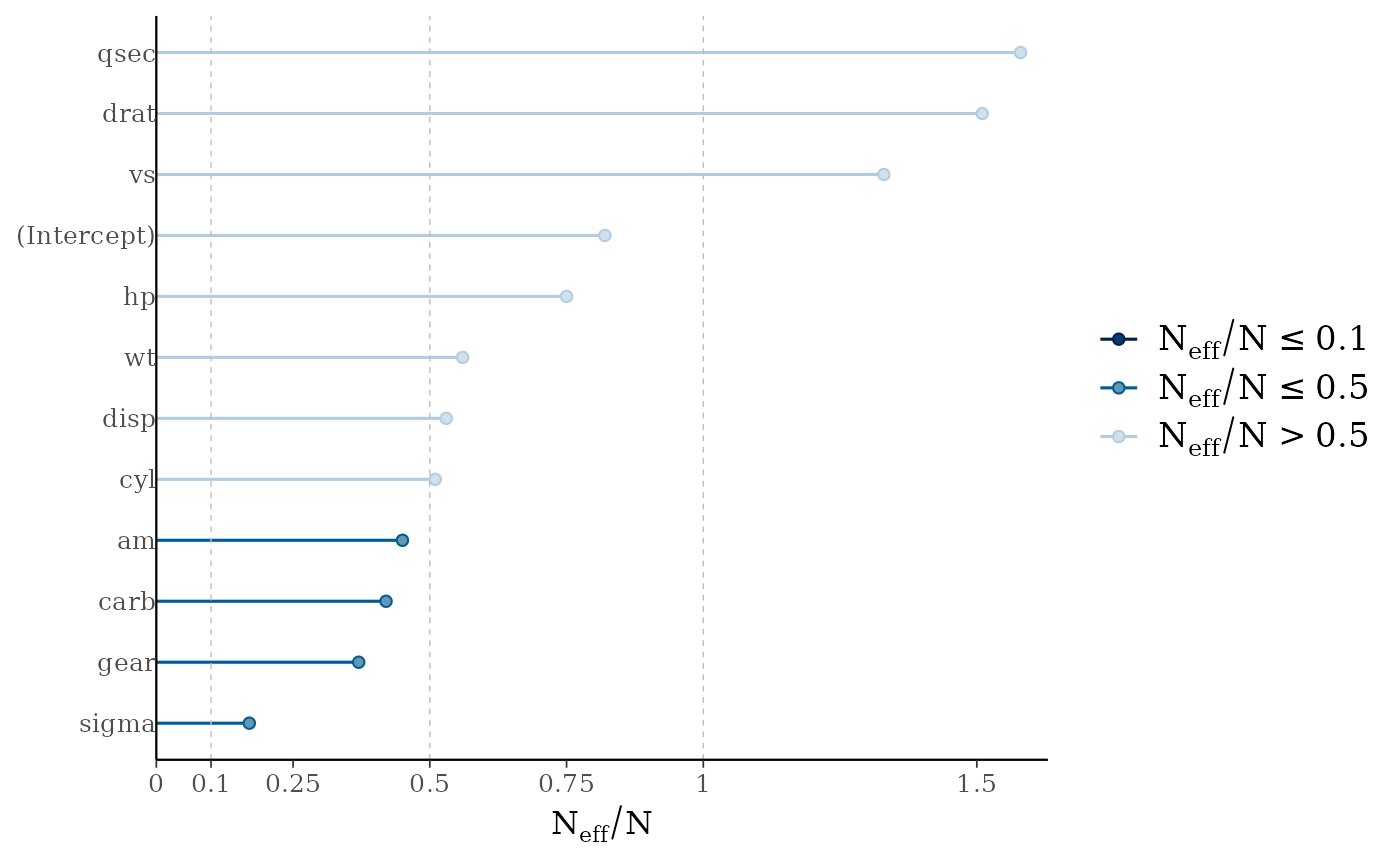 qsec
drat
vs
(Intercept)
hp
wt
disp
cyl
am
carb
gear
sigma
0 0.1 0.25 0.5 0.75 1 1.5
Neff/N
Neff/N ≤ 0.1
Neff/N ≤ 0.5
Neff/N > 0.5